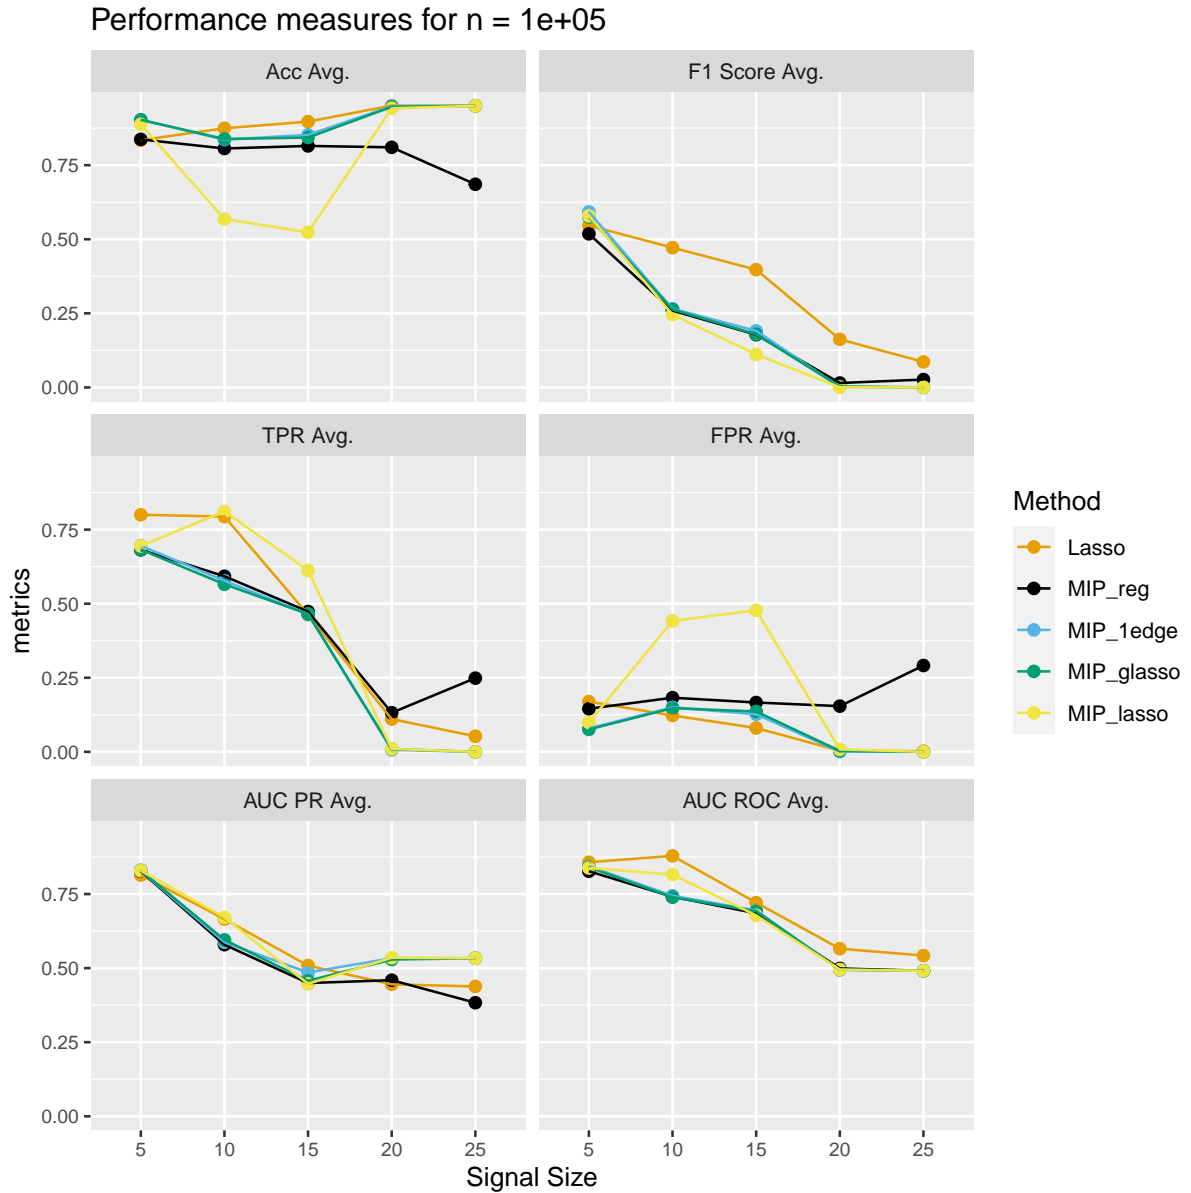 Performance measures for n = 1e+05
Acc Avg.
F1 Score Avg.
0.75
0.50
0.25
0.00
TPR Avg.
FPR Avg.
0.75
0.50
0.25
0.00
AUC PR Avg.
AUC ROC Avg.
0.75
0.50
0.25
0.00
5 10 15 20 25
5 10 15 20 25
Signal Size
metrics
Method
Lasso
MIP_reg
MIP_1edge
MIP_glasso
MIP_lasso